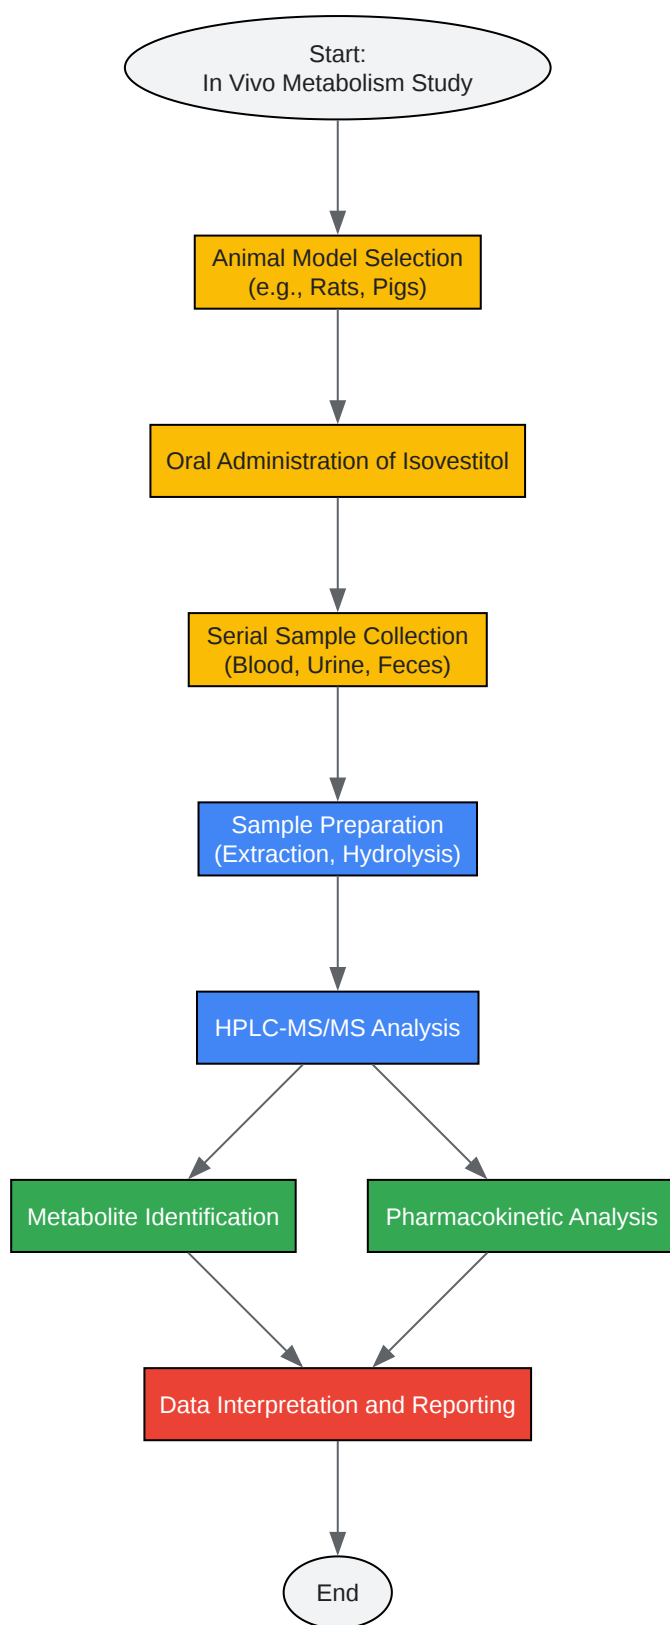 Start:
In Vivo Metabolism Study
Animal Model Selection
(e.g., Rats, Pigs)
Oral Administration of Isovestitol
Serial Sample Collection
(Blood, Urine, Feces)
Sample Preparation
(Extraction, Hydrolysis)
HPLC-MS/MS Analysis
Metabolite Identification
Pharmacokinetic Analysis
Data Interpretation and Reporting
End